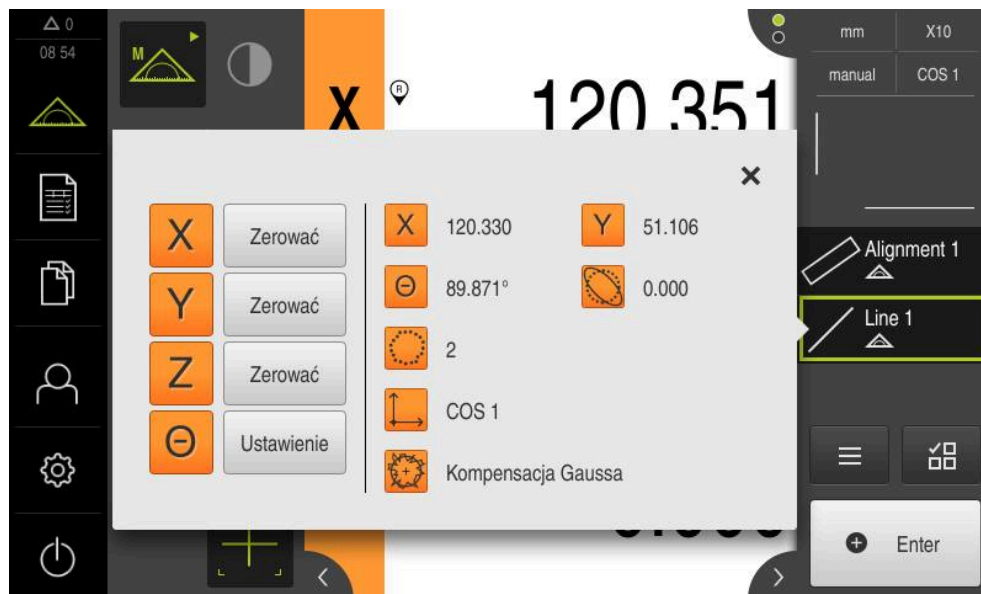 0
08 54
M
X
R
120.351
mm X10
manual COS 1
X Zerować
Y Zerować
Z Zerować
Θ Ustawienie
X 120.330 Y 51.106
Θ 89.871° 0.000
2
COS 1
Kompensacja Gaussa
Alignment 1
Line 1
Enter